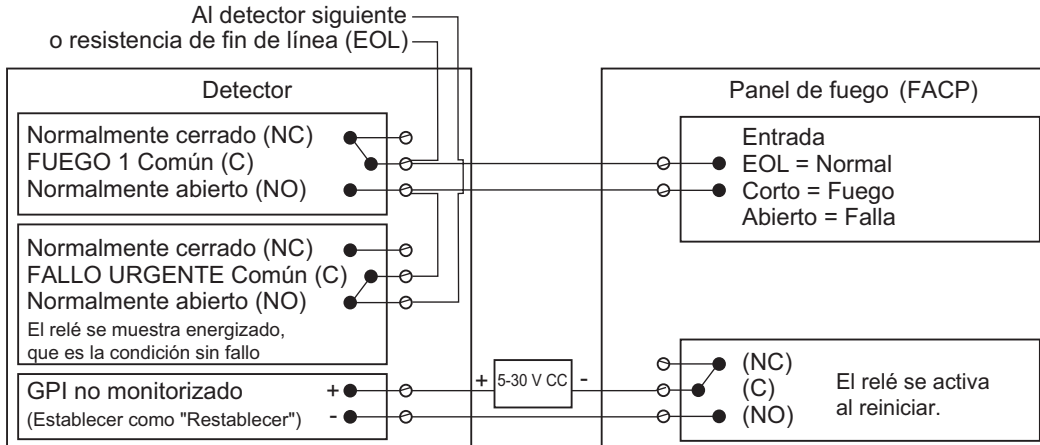 Al detector siguiente
o resistencia de fin de línea (EOL)
Detector
Normalmente cerrado (NC)
FUEGO 1 Común (C)
Normalmente abierto (NO)
Normalmente cerrado (NC)
FALLO URGENTE Común (C)
Normalmente abierto (NO)
El relé se muestra energizado,
que es la condición sin fallo
GPI no monitorizado
(Establecer como "Restablecer")
+
-
+ 5-30 V CC -
Panel de fuego (FACP)
Entrada
EOL = Normal
Corto = Fuego
Abierto = Falla
(NC)
(C)
(NO)
El relé se activa
al reiniciar.